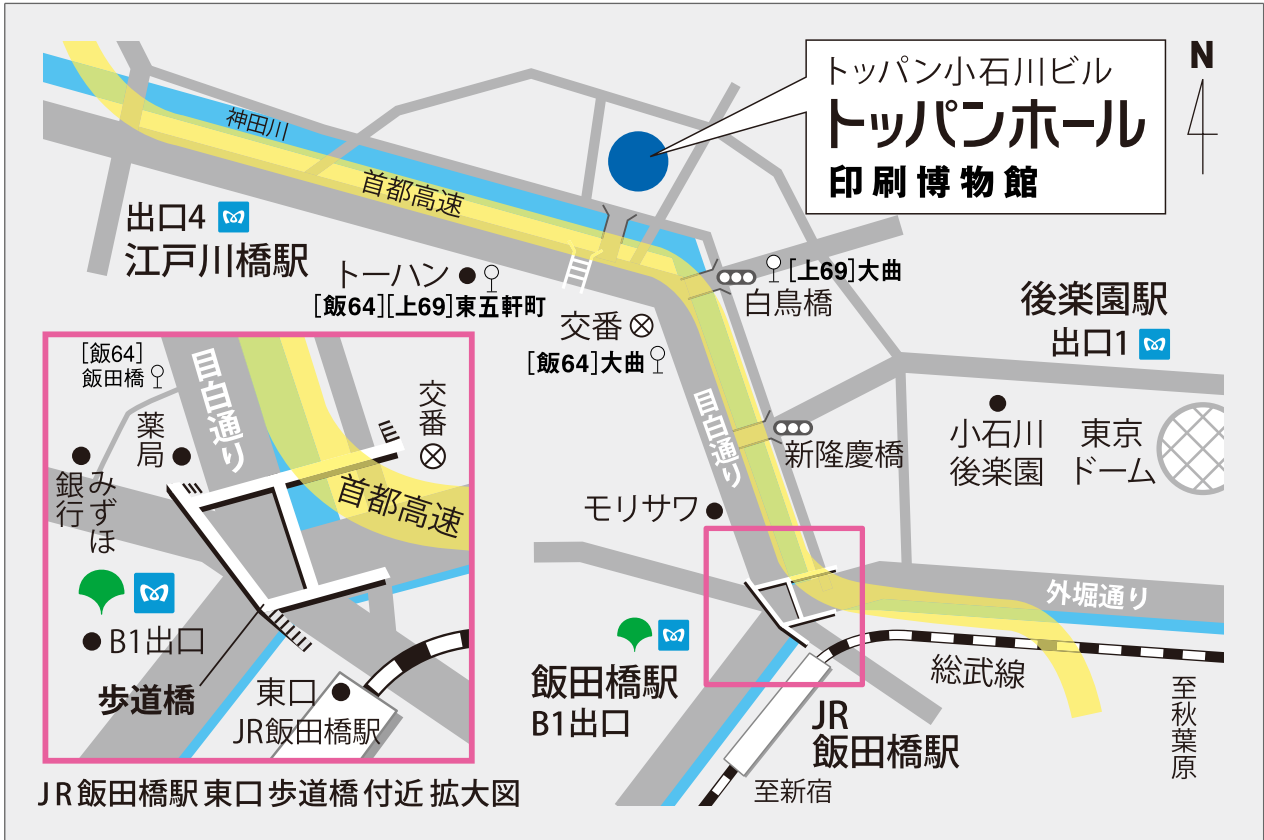 トッパン小石川ビル
トッパンホール
印刷博物館
N
神田川
首都高速
出口4
江戸川橋駅
トーハン
[飯64][上69]東五軒町
[上69]大曲
白鳥橋
交番
[飯64]大曲
後楽園駅
出口1
目白通り
新隆慶橋
小石川
後楽園
東京
ドーム
モリサワ
外堀通り
飯田橋駅
B1出口
総武線
JR
飯田橋駅
至新宿
至秋葉原
[飯64]
飯田橋
目白通り
薬局
交番
みずほ
銀行
首都高速
B1出口
歩道橋
東口
JR飯田橋駅
JR飯田橋駅東口歩道橋付近 拡大図